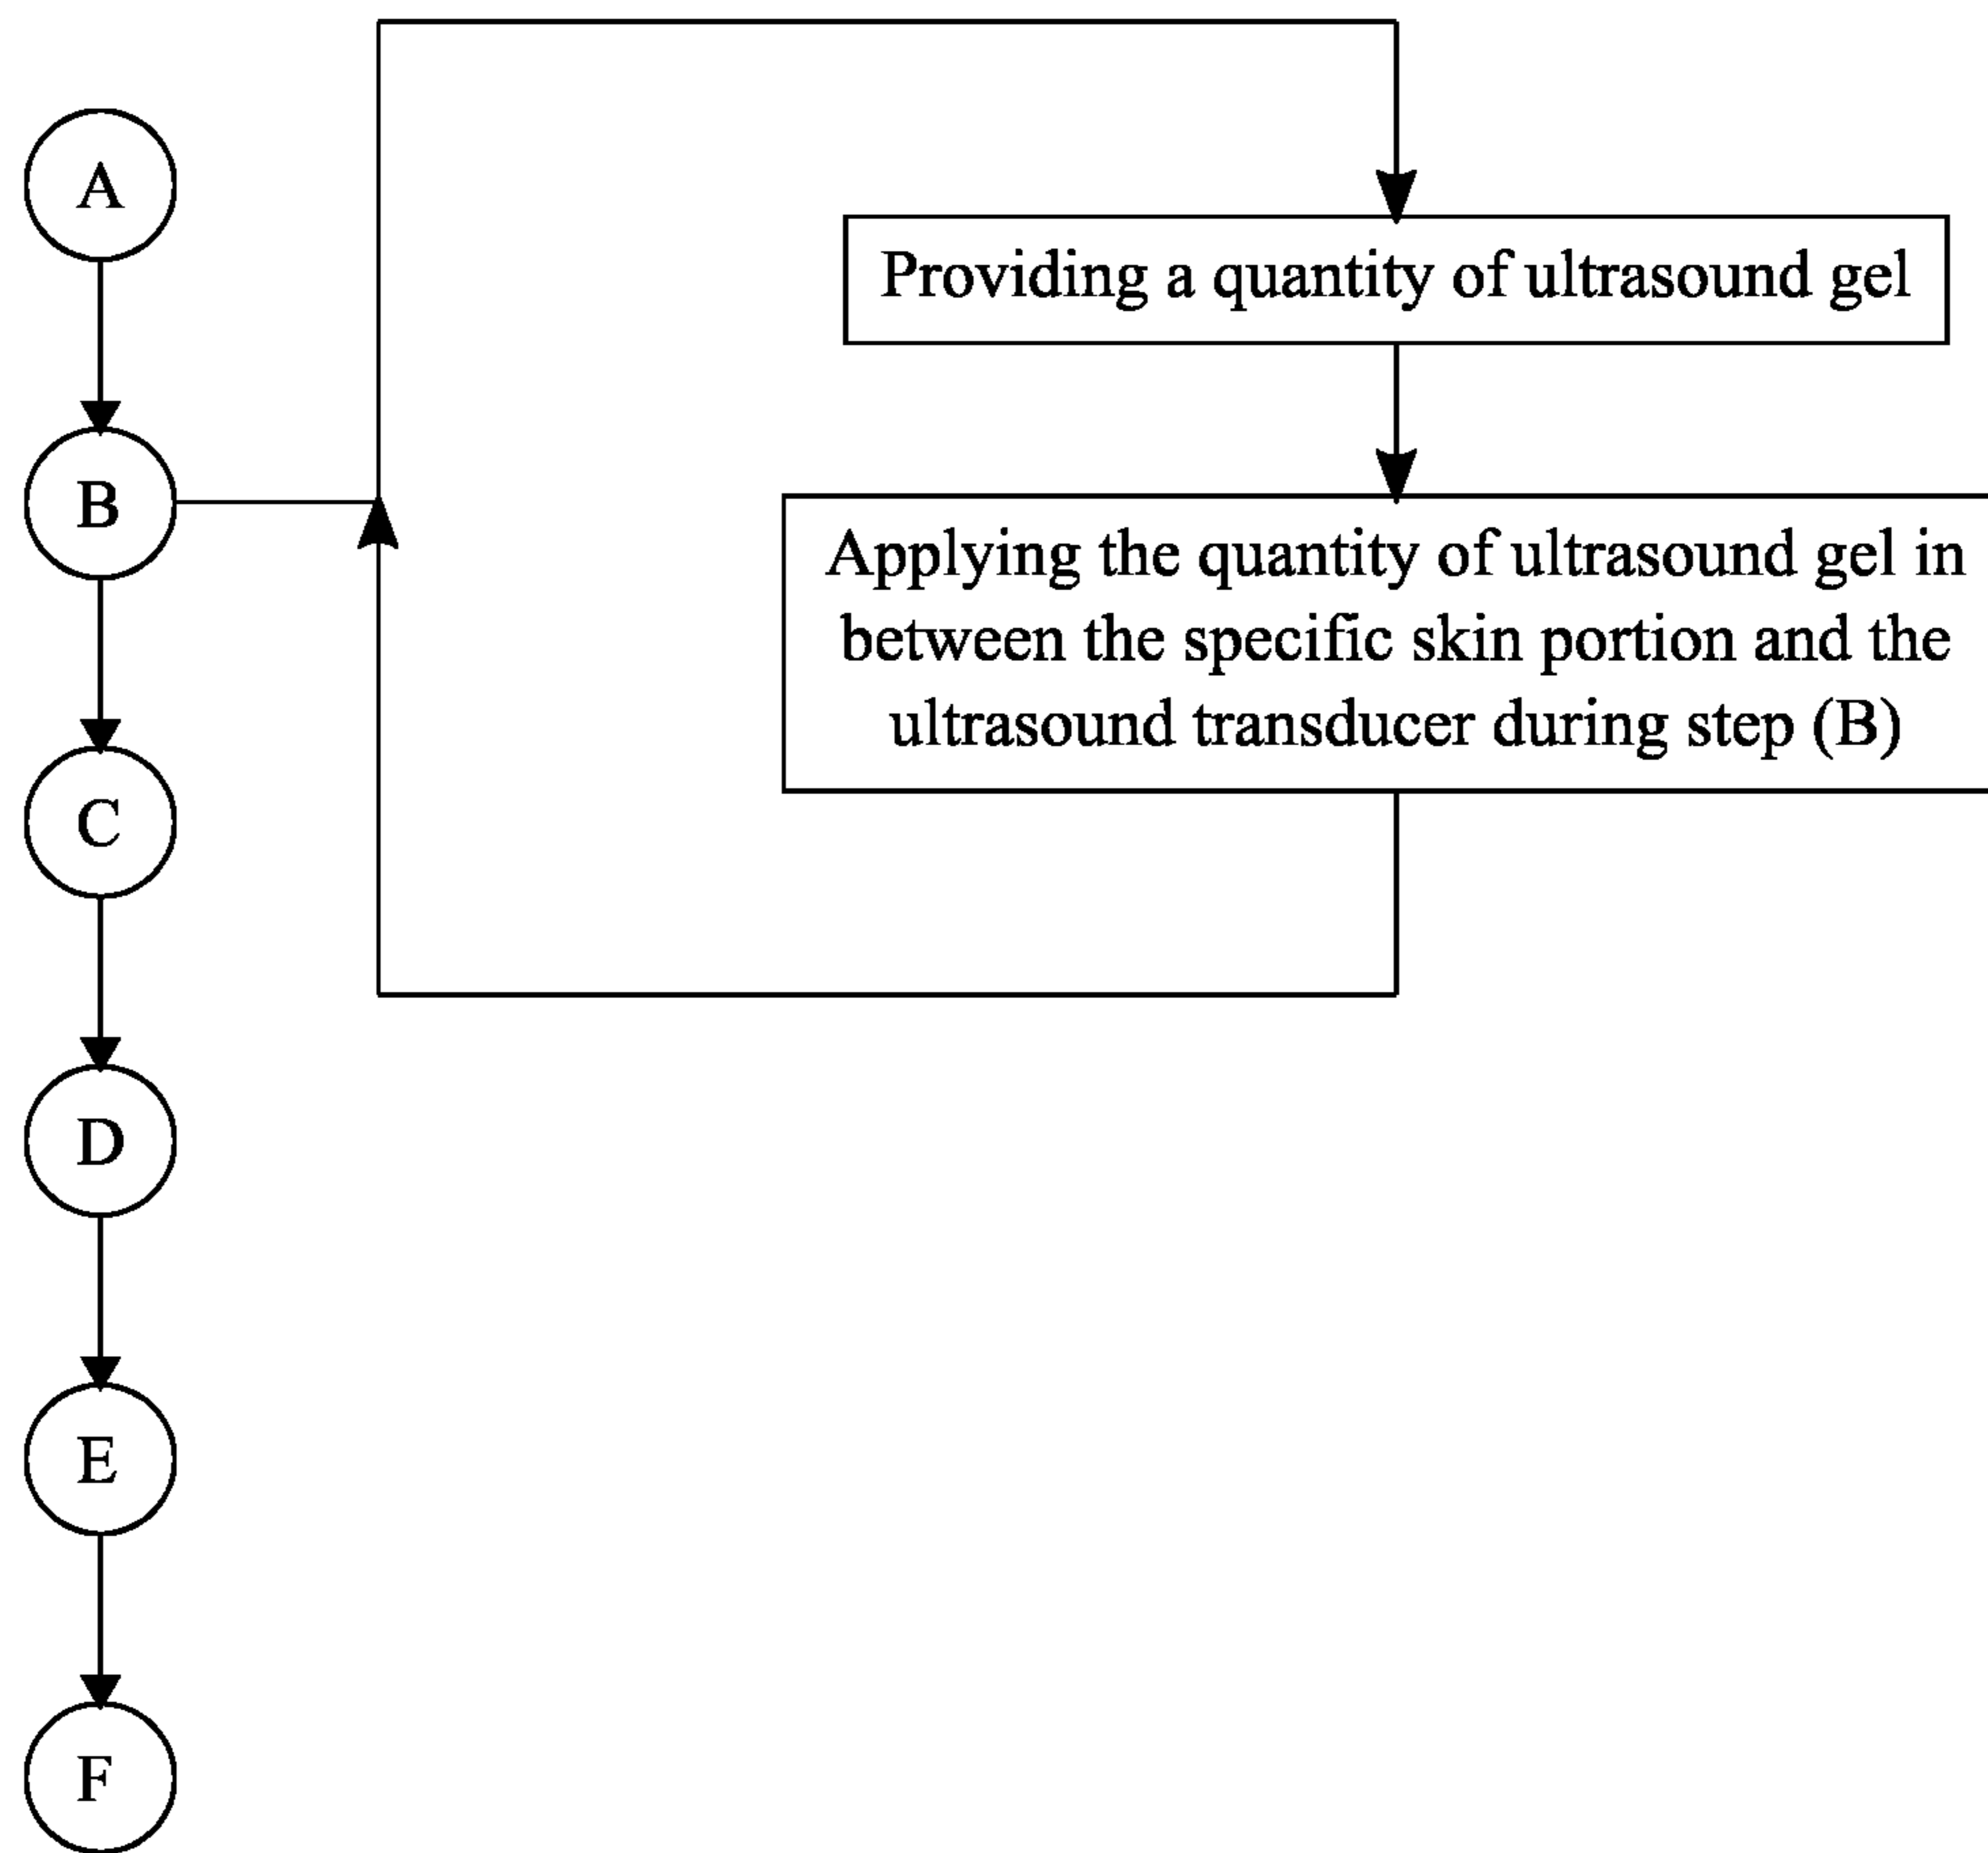 A
B
C
D
E
F
Providing a quantity of ultrasound gel
Applying the quantity of ultrasound gel in
between the specific skin portion and the
ultrasound transducer during step (B)